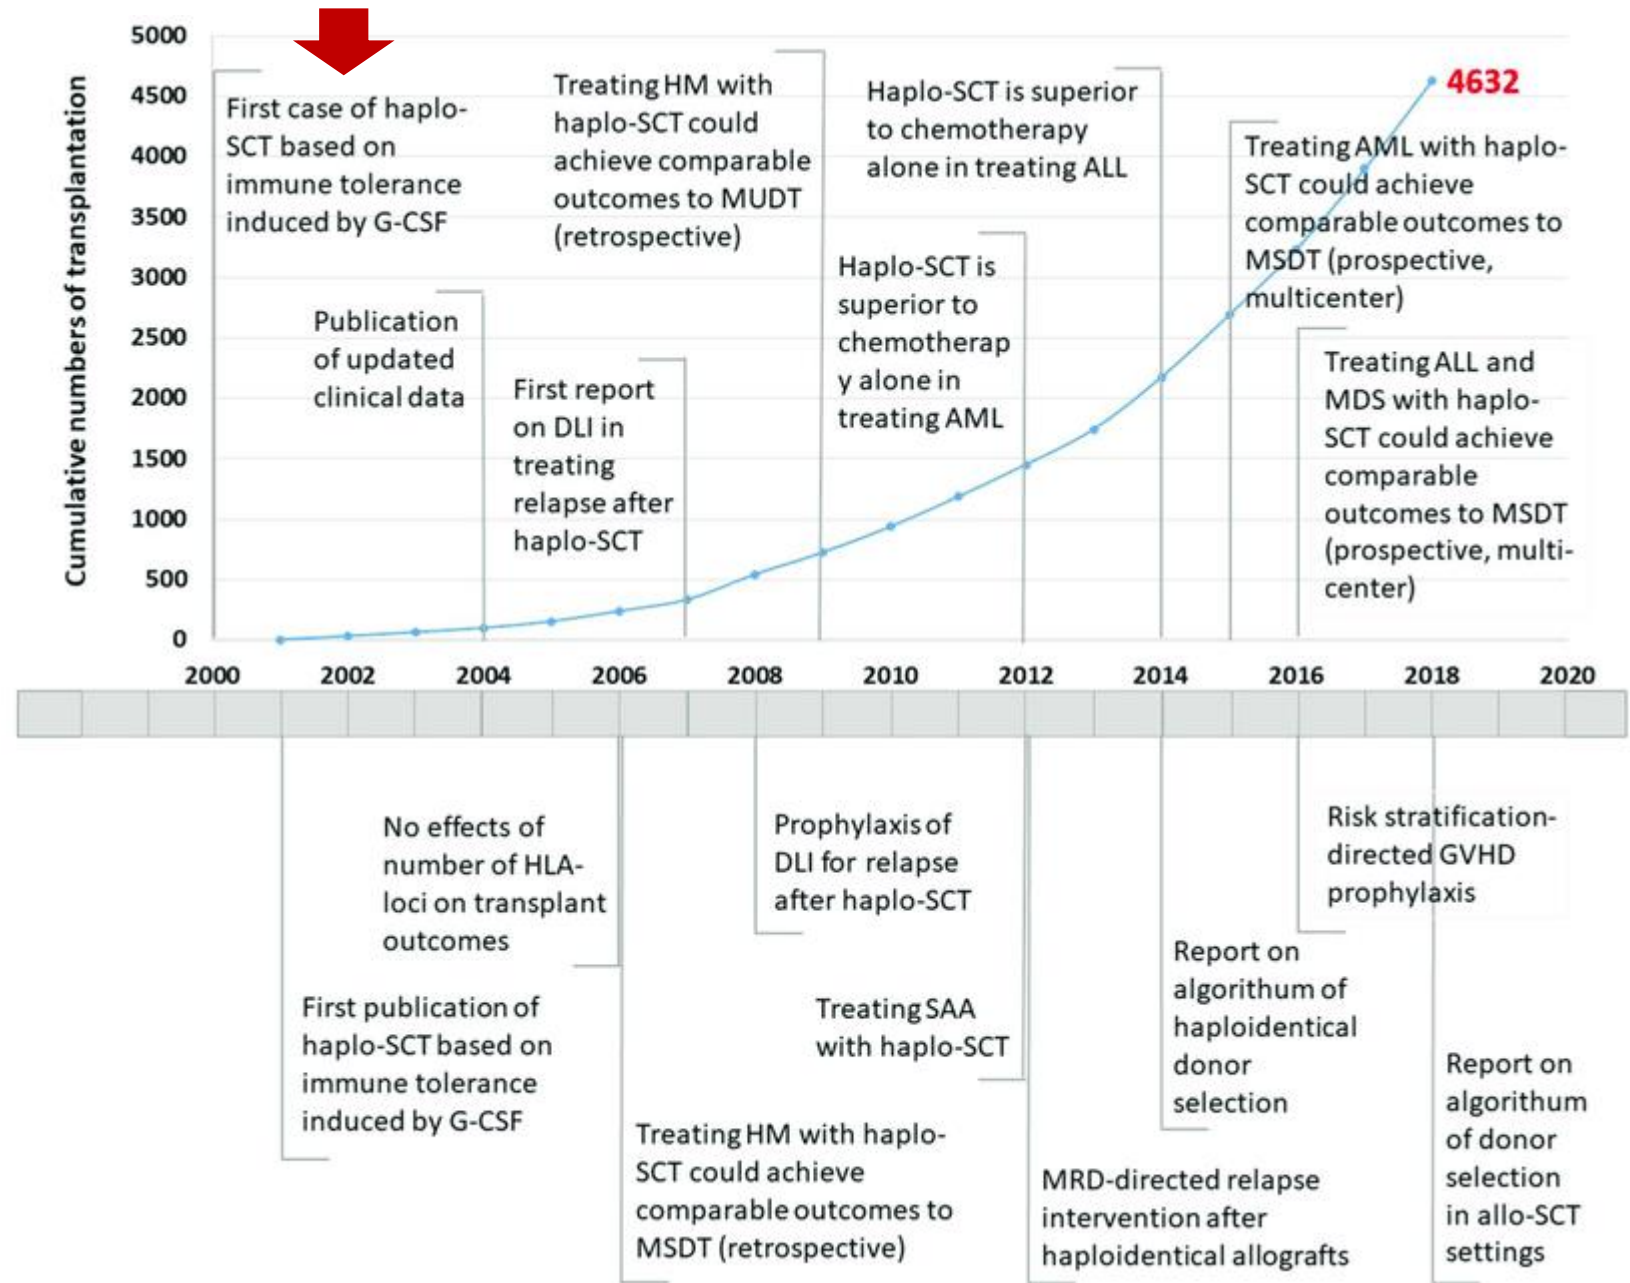 Cumulative numbers of transplantation
5000
4500
4000
3500
3000
2500
2000
1500
1000
500
0
First case of haplo-
SCT based on
immune tolerance
induced by G-CSF
Publication
of updated
clinical data
First report
on DLI in
treating
relapse after
haplo-SCT
Treating HM with
haplo-SCT could
achieve comparable
outcomes to MUDT
(retrospective)
Haplo-SCT is
superior to
chemotherap
y alone in
treating AML
Haplo-SCT is superior
to chemotherapy
alone in treating ALL
4632
Treating AML with haplo-
SCT could achieve
comparable outcomes to
MSDT (prospective,
multicenter)
Treating ALL and
MDS with haplo-
SCT could achieve
comparable
outcomes to MSDT
(prospective, multi-
center)
2000 2002 2004 2006 2008 2010 2012 2014 2016 2018 2020
First publication of
haplo-SCT based on
immune tolerance
induced by G-CSF
No effects of
number of HLA-
loci on transplant
outcomes
Treating HM with haplo-
SCT could achieve
comparable outcomes to
MSDT (retrospective)
Prophylaxis of
DLI for relapse
after haplo-SCT
Treating SAA
with haplo-SCT
MRD-directed relapse
intervention after
haploidentical allografts
Report on
algorithum of
haploidentical
donor
selection
Risk stratification-
directed GVHD
prophylaxis
Report on
algorithum
of donor
selection
in allo-SCT
settings